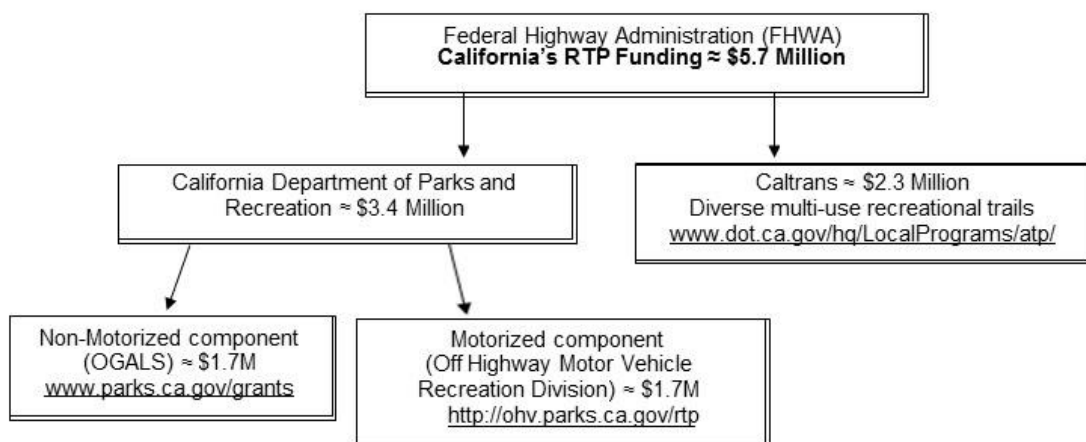 Federal Highway Administration (FHWA)
California's RTP Funding ≈ $5.7 Million
California Department of Parks and
Recreation ≈ $3.4 Million
Caltrans ≈ $2.3 Million
Diverse multi-use recreational trails
www.dot.ca.gov/hq/LocalPrograms/atp/
Non-Motorized component
(OGALS) ≈ $1.7M
www.parks.ca.gov/grants
Motorized component
(Off Highway Motor Vehicle
Recreation Division) ≈ $1.7M
http://ohv.parks.ca.gov/rtp